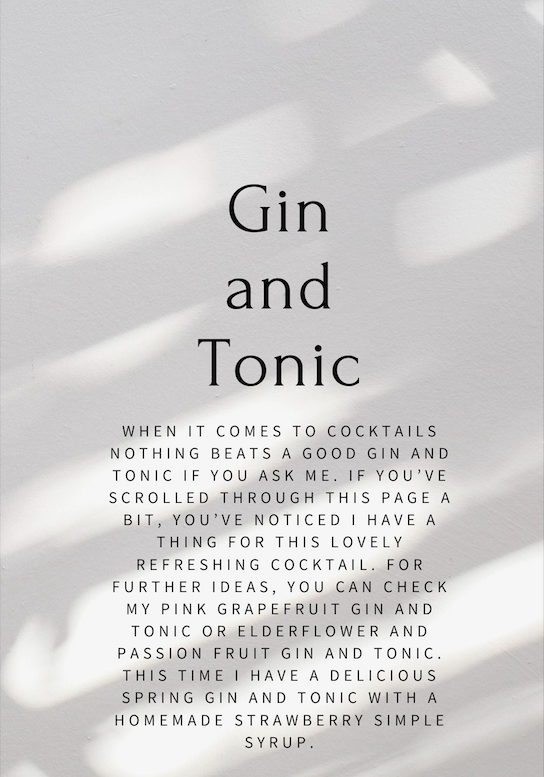 Gin
and
Tonic
WHEN IT COMES TO COCKTAILS
NOTHING BEATS A GOOD GIN AND
TONIC IF YOU ASK ME. IF YOU’VE
SCROLLED THROUGH THIS PAGE A
BIT, YOU’VE NOTICED I HAVE A
THING FOR THIS LOVELY
REFRESHING COCKTAIL. FOR
FURTHER IDEAS, YOU CAN CHECK
MY PINK GRAPEFRUIT GIN AND
TONIC OR ELDERFLOWER AND
PASSION FRUIT GIN AND TONIC.
THIS TIME I HAVE A DELICIOUS
SPRING GIN AND TONIC WITH A
HOMEMADE STRAWBERRY SIMPLE
SYRUP.